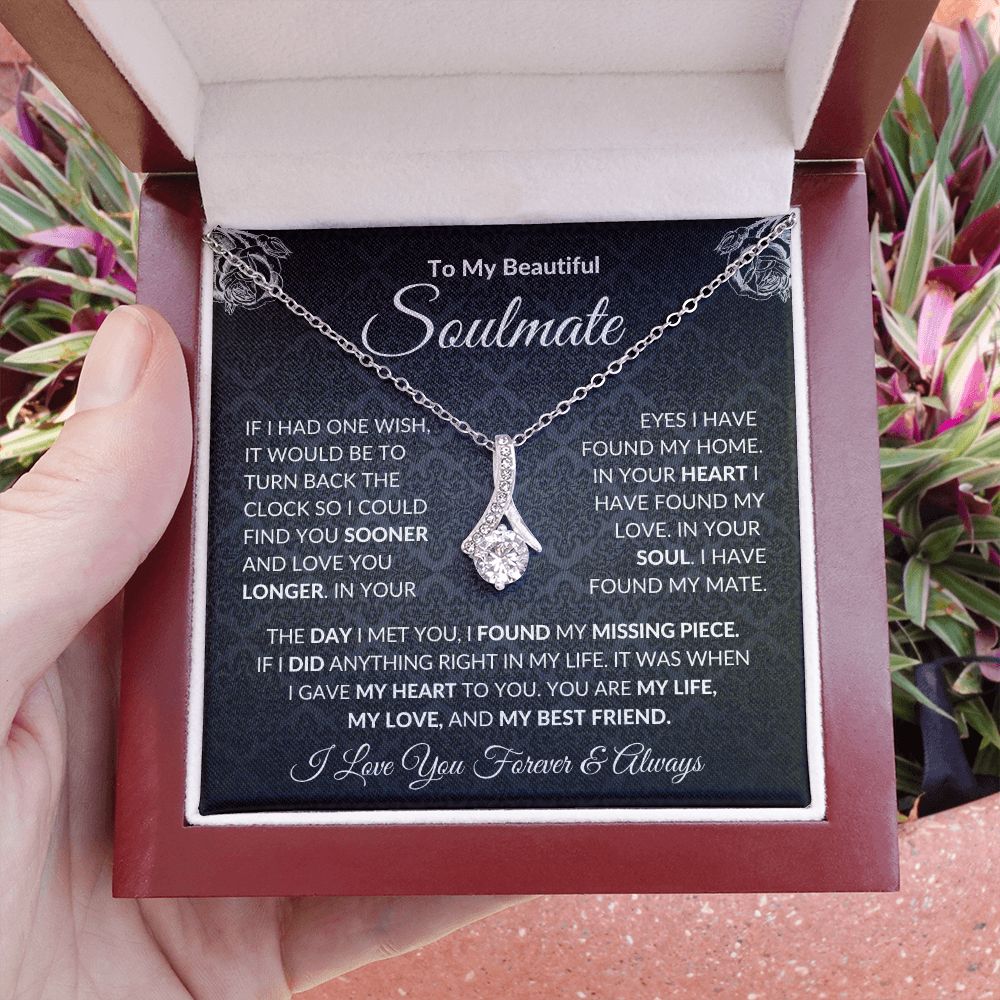 To My Beautiful
Soulmate
IF I HAD ONE WISH,
IT WOULD BE TO
TURN BACK THE
CLOCK SO I COULD
FIND YOU SOONER
AND LOVE YOU
LONGER. IN YOUR
EYES I HAVE
FOUND MY HOME.
IN YOUR HEART I
HAVE FOUND MY
LOVE. IN YOUR
SOUL. I HAVE
FOUND MY MATE.
THE DAY I MET YOU, I FOUND MY MISSING PIECE.
IF I DID ANYTHING RIGHT IN MY LIFE. IT WAS WHEN
I GAVE MY HEART TO YOU. YOU ARE MY LIFE,
MY LOVE, AND MY BEST FRIEND.
I Love You Forever & Always